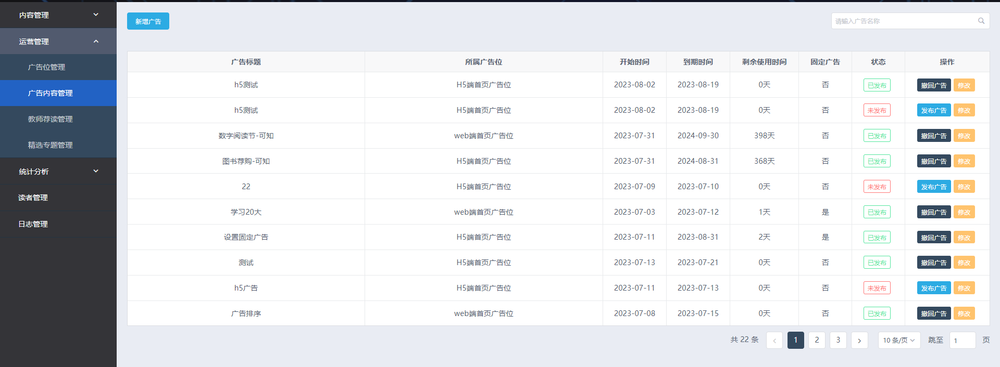 内容管理
运营管理
广告位管理
广告内容管理
教师荐读管理
精选专题管理
统计分析
读者管理
日志管理
新增广告
请输入广告名称
广告标题 所属广告位 开始时间 到期时间 剩余使用时间 固定广告 状态 操作
h5测试 H5端首页广告位 2023-08-02 2023-08-19 0天 否 已发布 撤回广告 修改
h5测试 H5端首页广告位 2023-08-02 2023-08-19 0天 否 未发布 发布广告 修改
数字阅读节-可知 web端首页广告位 2023-07-31 2024-09-30 398天 否 已发布 撤回广告 修改
图书荐购-可知 H5端首页广告位 2023-07-31 2024-08-31 368天 否 已发布 撤回广告 修改
22 H5端首页广告位 2023-07-09 2023-07-10 0天 否 未发布 发布广告 修改
学习20大 web端首页广告位 2023-07-03 2023-07-12 1天 是 已发布 撤回广告 修改
设置固定广告 H5端首页广告位 2023-07-11 2023-08-31 2天 是 已发布 撤回广告 修改
测试 H5端首页广告位 2023-07-13 2023-07-21 0天 否 已发布 撤回广告 修改
h5广告 H5端首页广告位 2023-07-11 2023-07-13 0天 否 未发布 发布广告 修改
广告排序 web端首页广告位 2023-07-08 2023-07-15 0天 否 已发布 撤回广告 修改
共 22 条 1 2 3 10 条/页 跳至 1 页